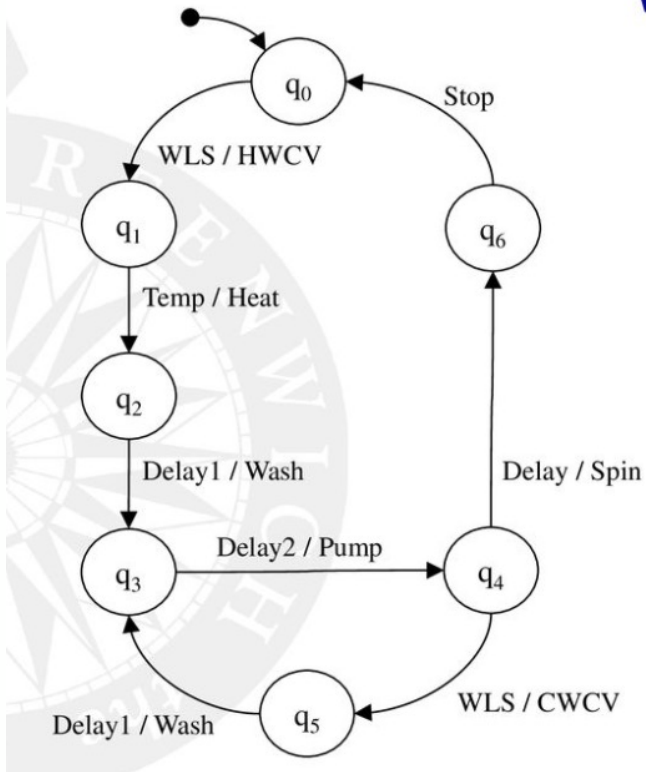 q0
Stop
WLS / HWCV
q1
q6
Temp / Heat
q2
Delay1 / Wash
Delay / Spin
Delay2 / Pump
q3
q4
WLS / CWCV
q5
Delay1 / Wash
R E E N W I C H
the